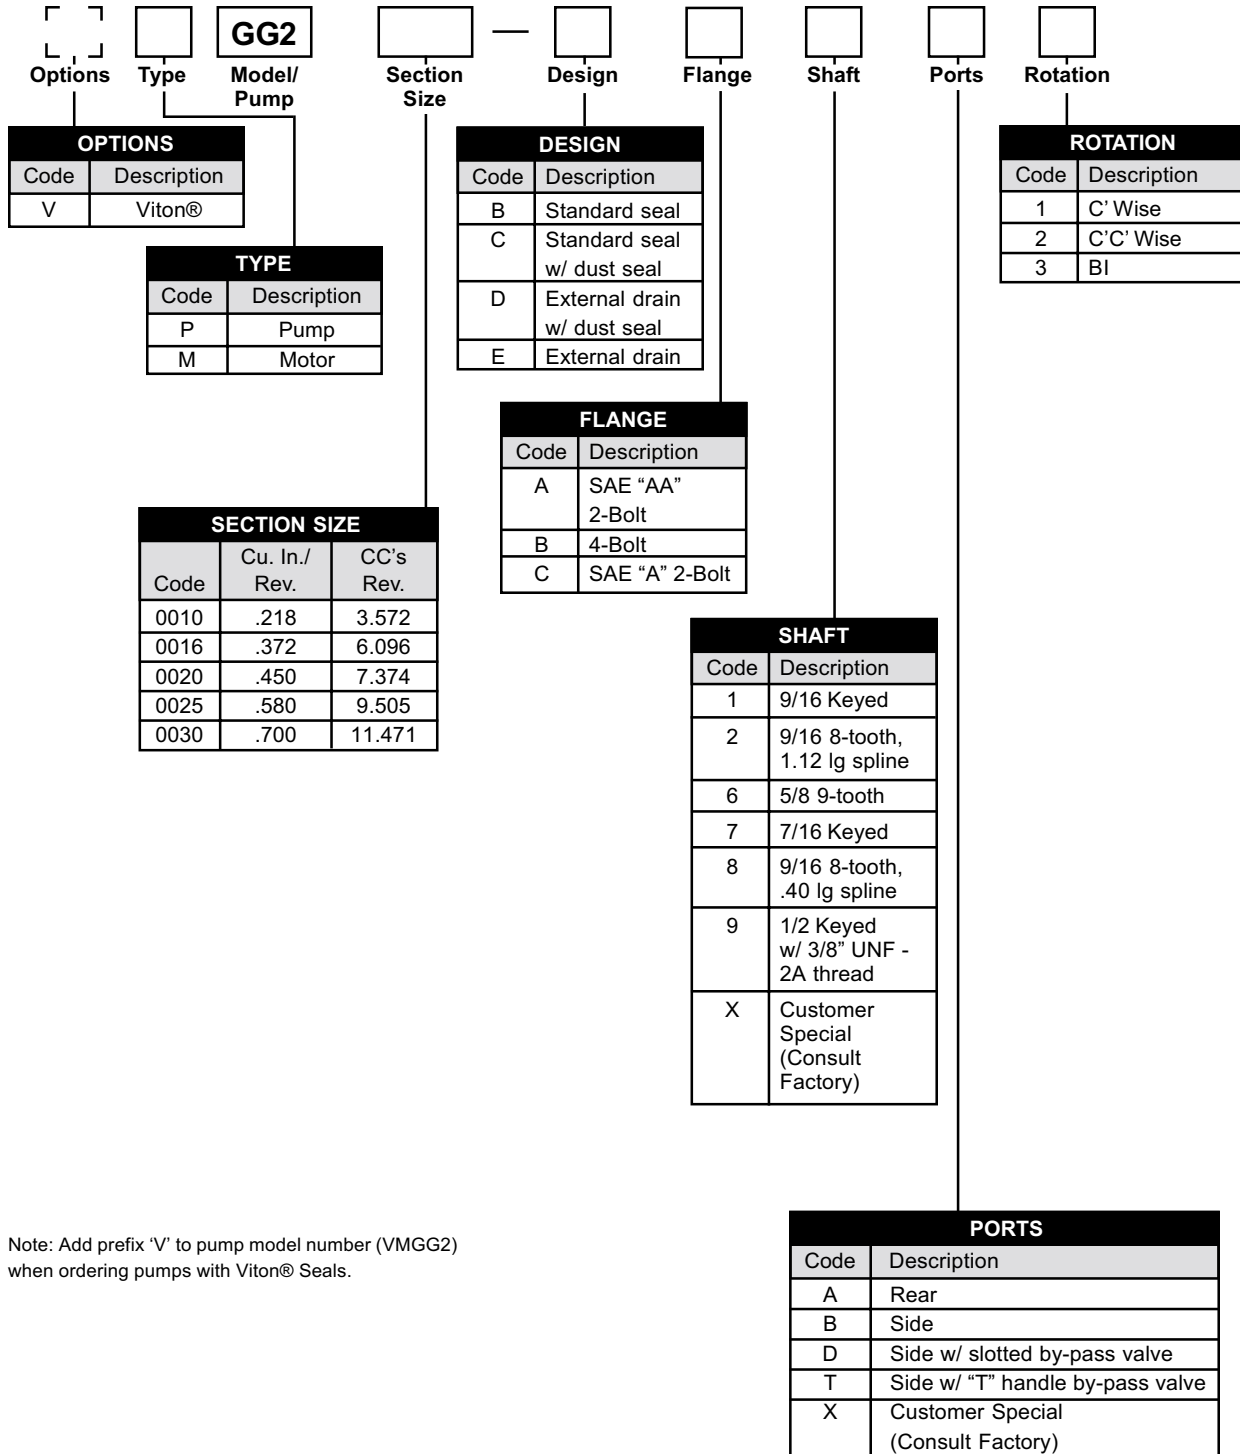 GG2
—
Options Type Model/ Section Design Flange Shaft Ports Rotation
Pump Size
OPTIONS
Code Description
V Viton®
TYPE
Code Description
P Pump
M Motor
SECTION SIZE
Cu. In./ CC's
Code Rev. Rev.
0010 .218 3.572
0016 .372 6.096
0020 .450 7.374
0025 .580 9.505
0030 .700 11.471
DESIGN
Code Description
B Standard seal
C Standard seal
w/ dust seal
D External drain
w/ dust seal
E External drain
FLANGE
Code Description
A SAE “AA”
2-Bolt
B 4-Bolt
C SAE “A” 2-Bolt
SHAFT
Code Description
1 9/16 Keyed
2 9/16 8-tooth,
1.12 lg spline
6 5/8 9-tooth
7 7/16 Keyed
8 9/16 8-tooth,
.40 lg spline
9 1/2 Keyed
w/ 3/8” UNF -
2A thread
X Customer
Special
(Consult
Factory)
ROTATION
Code Description
1 C’ Wise
2 C’C’ Wise
3 BI
PORTS
Code Description
A Rear
B Side
D Side w/ slotted by-pass valve
T Side w/ “T” handle by-pass valve
X Customer Special
(Consult Factory)
Note: Add prefix ‘V’ to pump model number (VMGG2)
when ordering pumps with Viton® Seals.